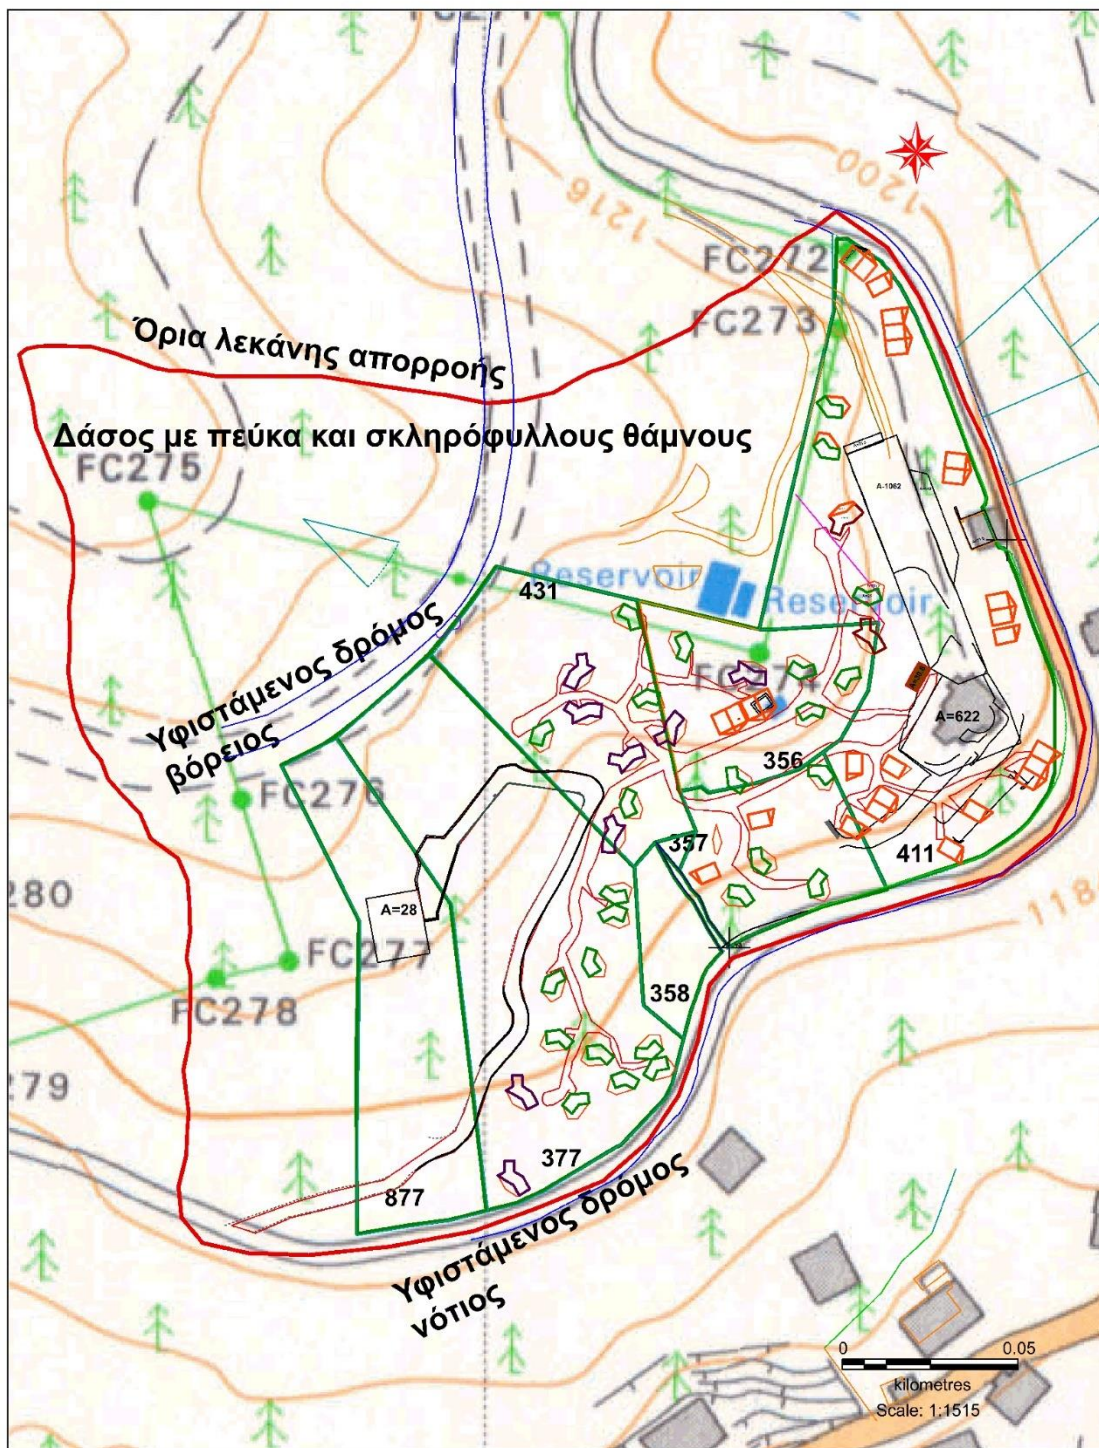 1200
1216
FC272
FC273
Όρια λεκάνης απορροής
Δάσος με πεύκα και σκληρόφυλλους θάμνους
FC275
A-1062
Reservoir
Reservoir
431
FC274
Υφιστάμενος δρόμος
βόρειος
A=622
356
FC276
357
411
280
A=28
1180
FC277
FC278
358
279
377
877
Υφιστάμενος δρόμος
νότιος
0 0.05
kilometres
Scale: 1:1515